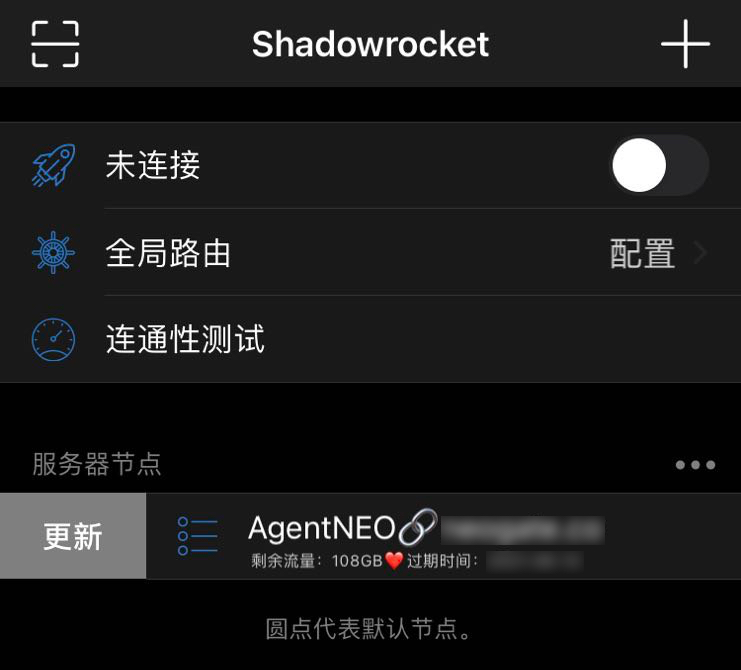 Shadowrocket
未连接
全局路由 配置
连通性测试
服务器节点
更新
AgentNEO🔗
剩余流量：108GB❤️过期时间：
圆点代表默认节点。